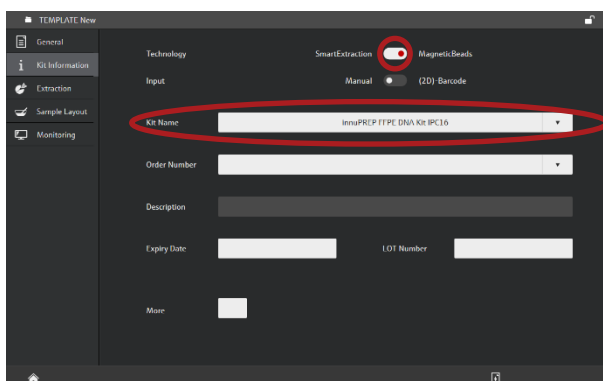 TEMPLATE New
General
Technology SmartExtraction MagneticBeads
Kit Information
Input Manual (2D)-Barcode
Extraction
Sample Layout
Kit Name innuPREP FFPE DNA Kit IPC16
Monitoring
Order Number
Description
Expiry Date LOT Number
More